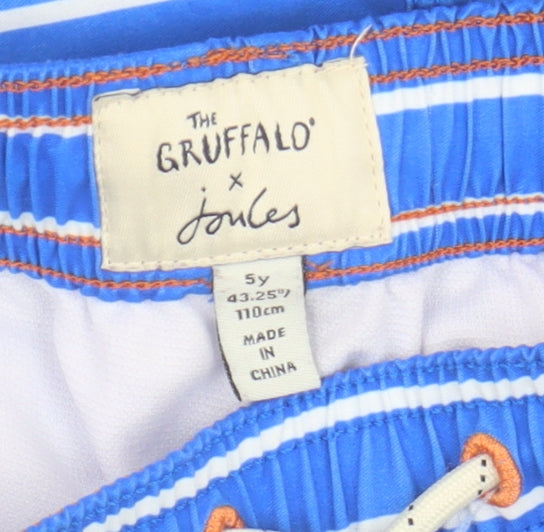 THE
GRUFFALO®
x
Joules
5y
43.25"/
110cm
MADE
IN
CHINA